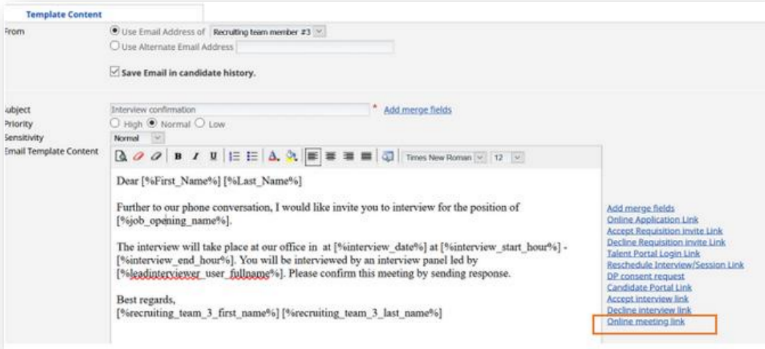 Template Content
From
Use Email Address of Recruiting team member #3
Use Alternate Email Address
Save Email in candidate history.
ubject
Interview confirmation * Add merge fields
Priority
High Normal Low
Sensitivity
Normal
Email Template Content
B I U A Times New Roman 12
Dear [%First_Name%] [%Last_Name%]
Further to our phone conversation, I would like invite you to interview for the position of
[%job_opening_name%].
The interview will take place at our office in at [%interview_date%] at [%interview_start_hour%] -
[%interview_end_hour%]. You will be interviewed by an interview panel led by
[%leadinterviewer_user_fullname%]. Please confirm this meeting by sending response.
Best regards,
[%recruiting_team_3_first_name%] [%recruiting_team_3_last_name%]
Add merge fields
Online Application Link
Accept Requisition invite Link
Decline Requisition invite Link
Talent Portal Login Link
Reschedule Interview/Session Link
DP consent request
Candidate Portal Link
Accept interview link
Decline interview link
Online meeting link